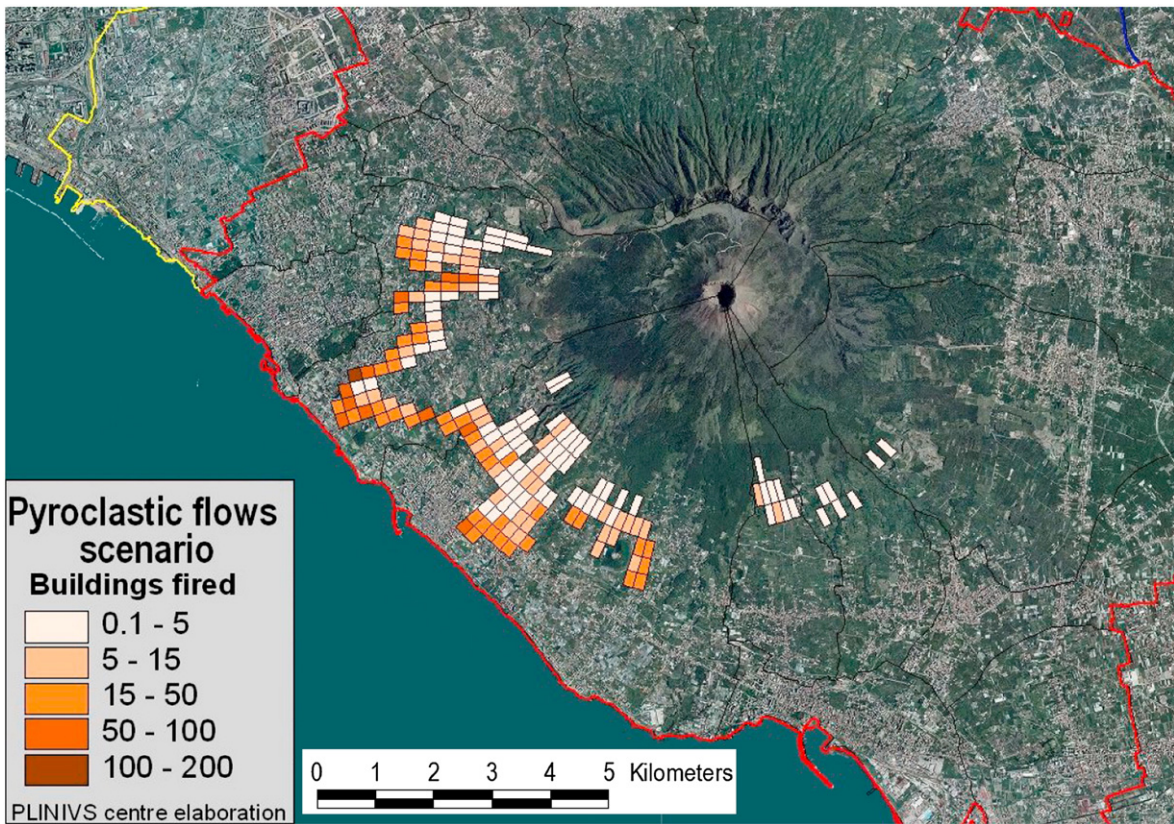 Pyroclastic flows
scenario
Buildings fired
0.1 - 5
5 - 15
15 - 50
50 - 100
100 - 200
PLINIVS centre elaboration
0 1 2 3 4 5 Kilometers